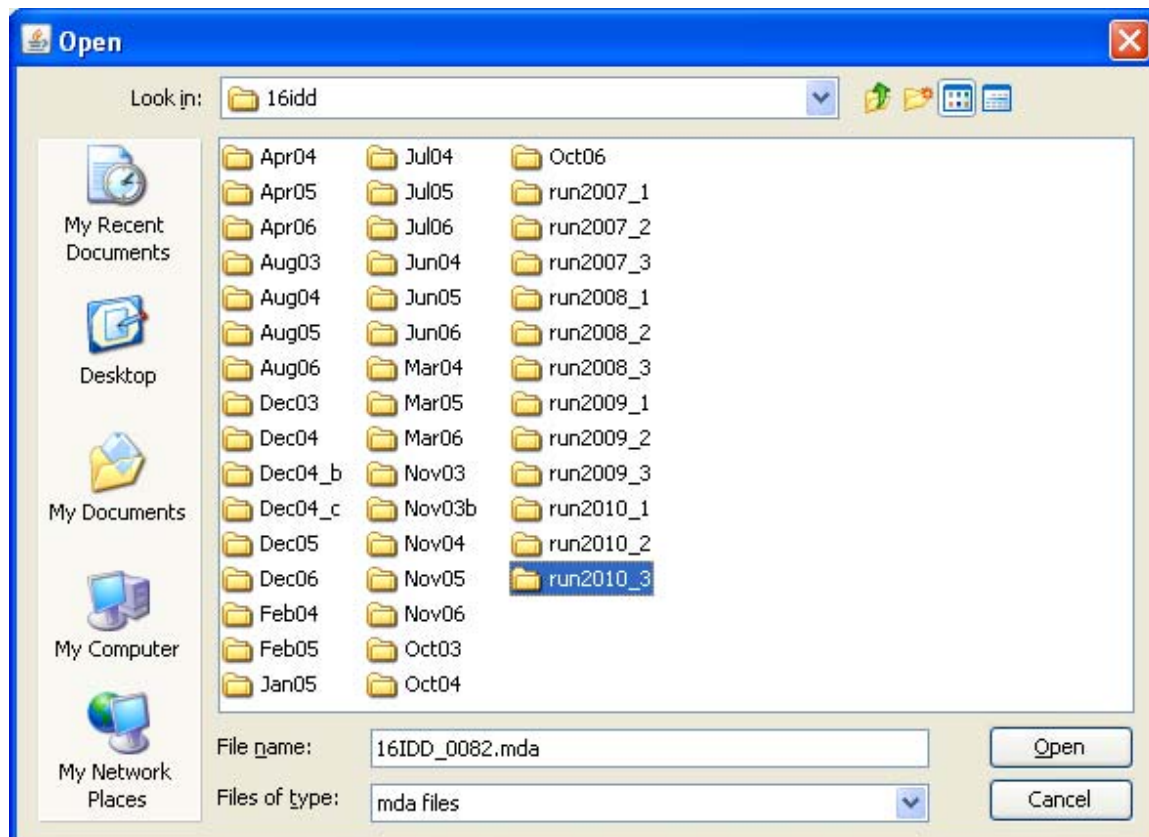 Open
Look in: 16idd
My Recent
Documents
Desktop
My Documents
My Computer
My Network
Places
Apr04
Apr05
Apr06
Aug03
Aug04
Aug05
Aug06
Dec03
Dec04
Dec04_b
Dec04_c
Dec05
Dec06
Feb04
Feb05
Jan05
Jul04
Jul05
Jul06
Jun04
Jun05
Jun06
Mar04
Mar05
Mar06
Nov03
Nov03b
Nov04
Nov05
Nov06
Oct03
Oct04
Oct06
run2007_1
run2007_2
run2007_3
run2008_1
run2008_2
run2008_3
run2009_1
run2009_2
run2009_3
run2010_1
run2010_2
run2010_3
File name: 16IDD_0082.mda Open
Files of type: mda files Cancel